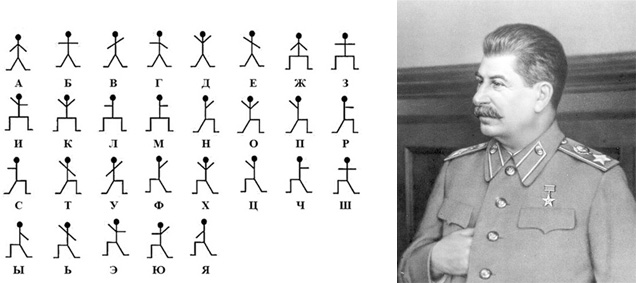 А Б В Г Д Е Ж З
И К Л М Н О П Р
С Т У Ф Х Ц Ч Ш
Ы Ь Э Ю Я